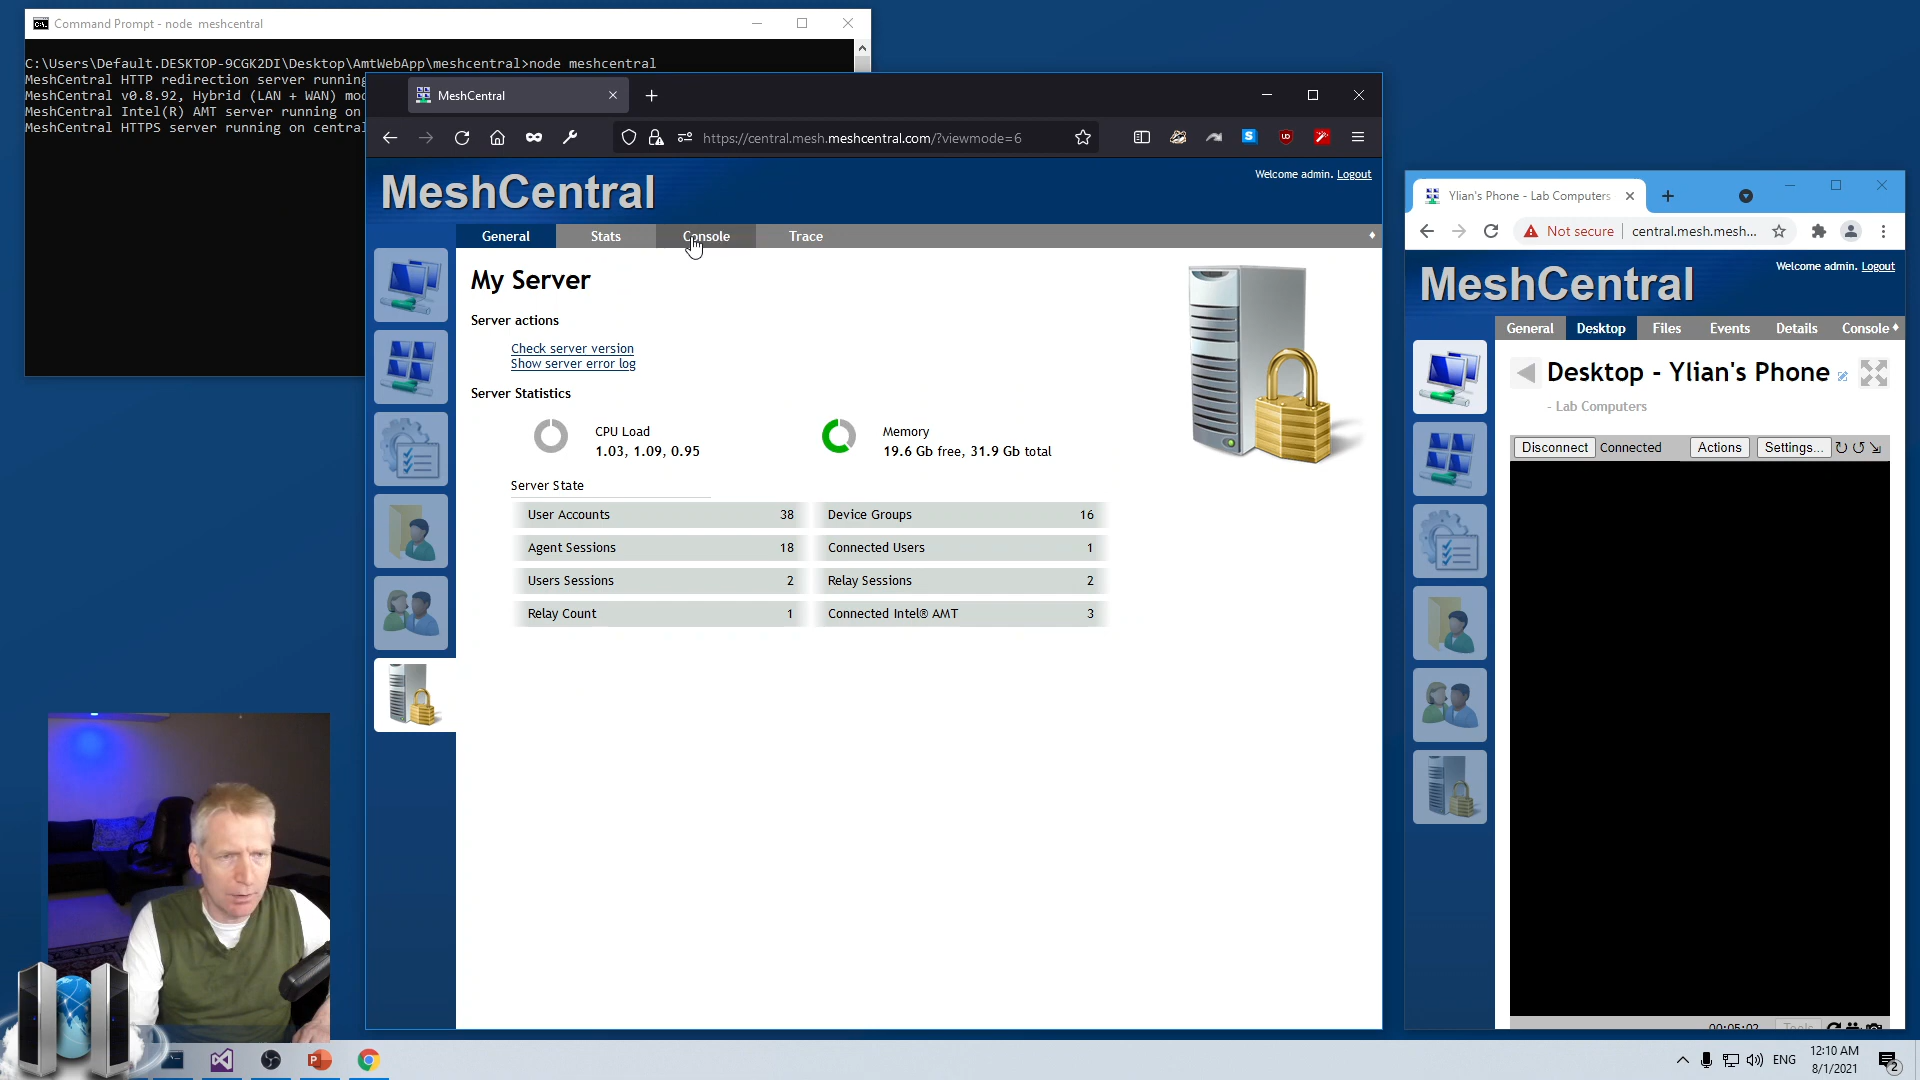 Command Prompt - node meshcentral
C:\Users\Default.DESKTOP-9CGK2DI\Desktop\AmtWebApp\meshcentral>node meshcentral
MeshCentral HTTP redirection server running
MeshCentral v0.8.92, Hybrid (LAN + WAN) mo
MeshCentral Intel(R) AMT server running on
MeshCentral HTTPS server running on central
MeshCentral
https://central.mesh.meshcentral.com/?viewmode=6
MeshCentral
Welcome admin. Logout
General Stats Console Trace
My Server
Server actions
Check server version
Show server error log
Server Statistics
CPU Load
1.03, 1.09, 0.95
Memory
19.6 Gb free, 31.9 Gb total
Server State
User Accounts 38 Device Groups 16
Agent Sessions 18 Connected Users 1
Users Sessions 2 Relay Sessions 2
Relay Count 1 Connected Intel® AMT 3
Ylian's Phone - Lab Computers
Not secure central.mesh.mesh...
MeshCentral
Welcome admin. Logout
General Desktop Files Events Details Console
Desktop - Ylian's Phone
- Lab Computers
Disconnect Connected Actions Settings...
00:05:02 Tools
ENG
12:10 AM
8/1/2021
2